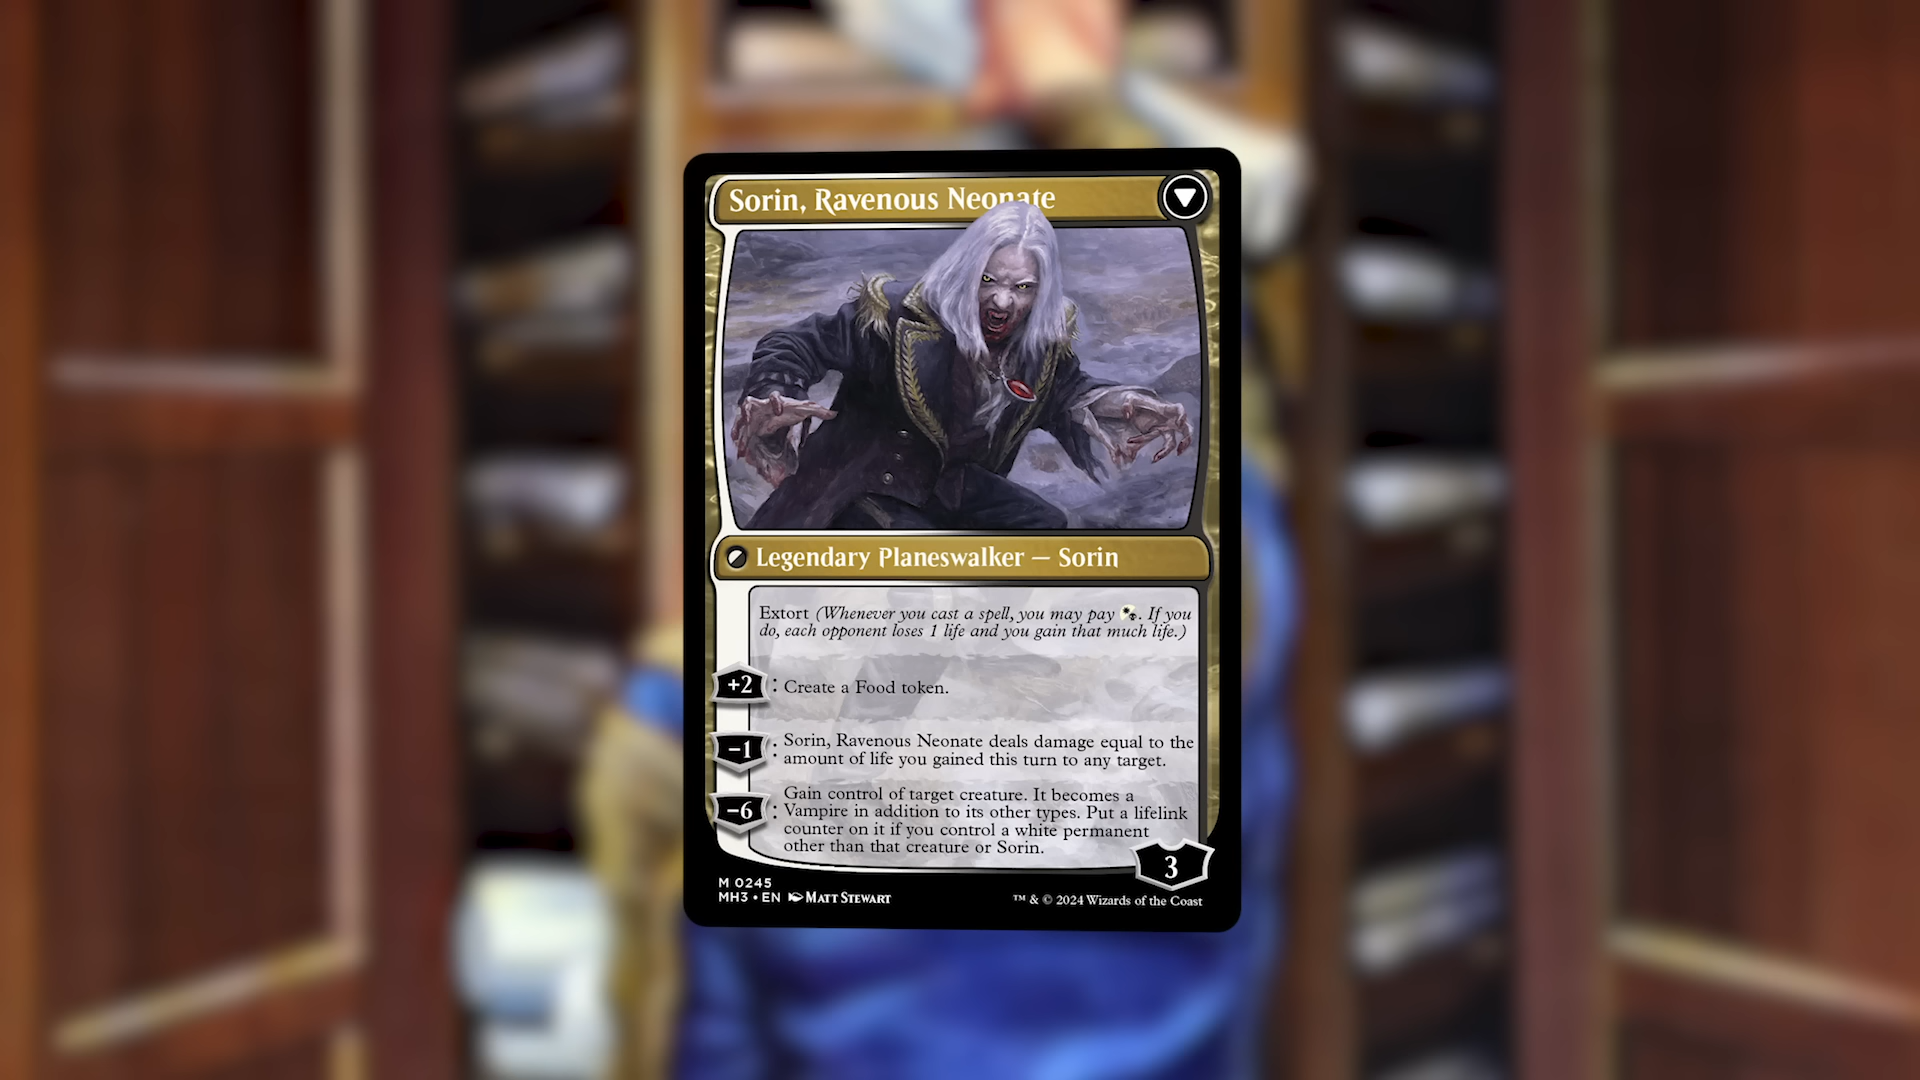 Sorin, Ravenous Neonate
Legendary Planeswalker — Sorin
Extort (Whenever you cast a spell, you may pay . If you
do, each opponent loses 1 life and you gain that much life.)
+2 : Create a Food token.
−1 : Sorin, Ravenous Neonate deals damage equal to the
amount of life you gained this turn to any target.
Gain control of target creature. It becomes a
−6 : Vampire in addition to its other types. Put a lifelink
counter on it if you control a white permanent
other than that creature or Sorin.
3
M 0245
MH3 • EN Matt Stewart
™ & © 2024 Wizards of the Coast